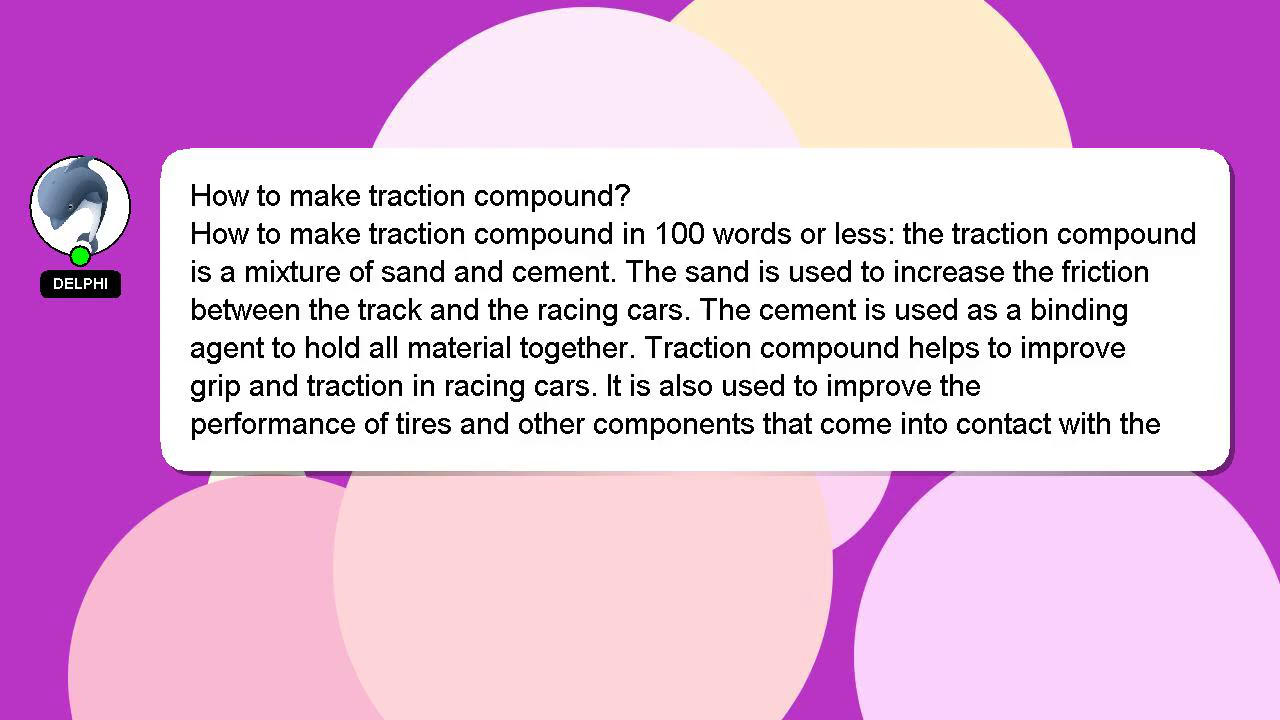 How to make traction compound?
How to make traction compound in 100 words or less: the traction compound
is a mixture of sand and cement. The sand is used to increase the friction
between the track and the racing cars. The cement is used as a binding
agent to hold all material together. Traction compound helps to improve
grip and traction in racing cars. It is also used to improve the
performance of tires and other components that come into contact with the
DELPHI